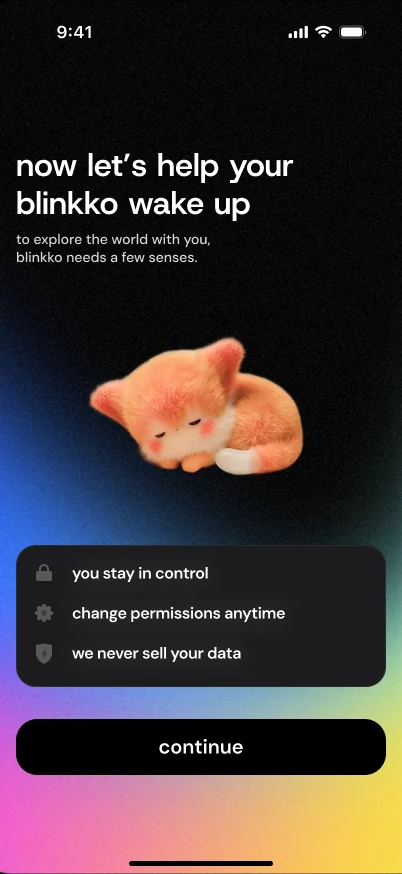 9:41
now let’s help your
blinkko wake up
to explore the world with you,
blinkko needs a few senses.
you stay in control
change permissions anytime
we never sell your data
continue